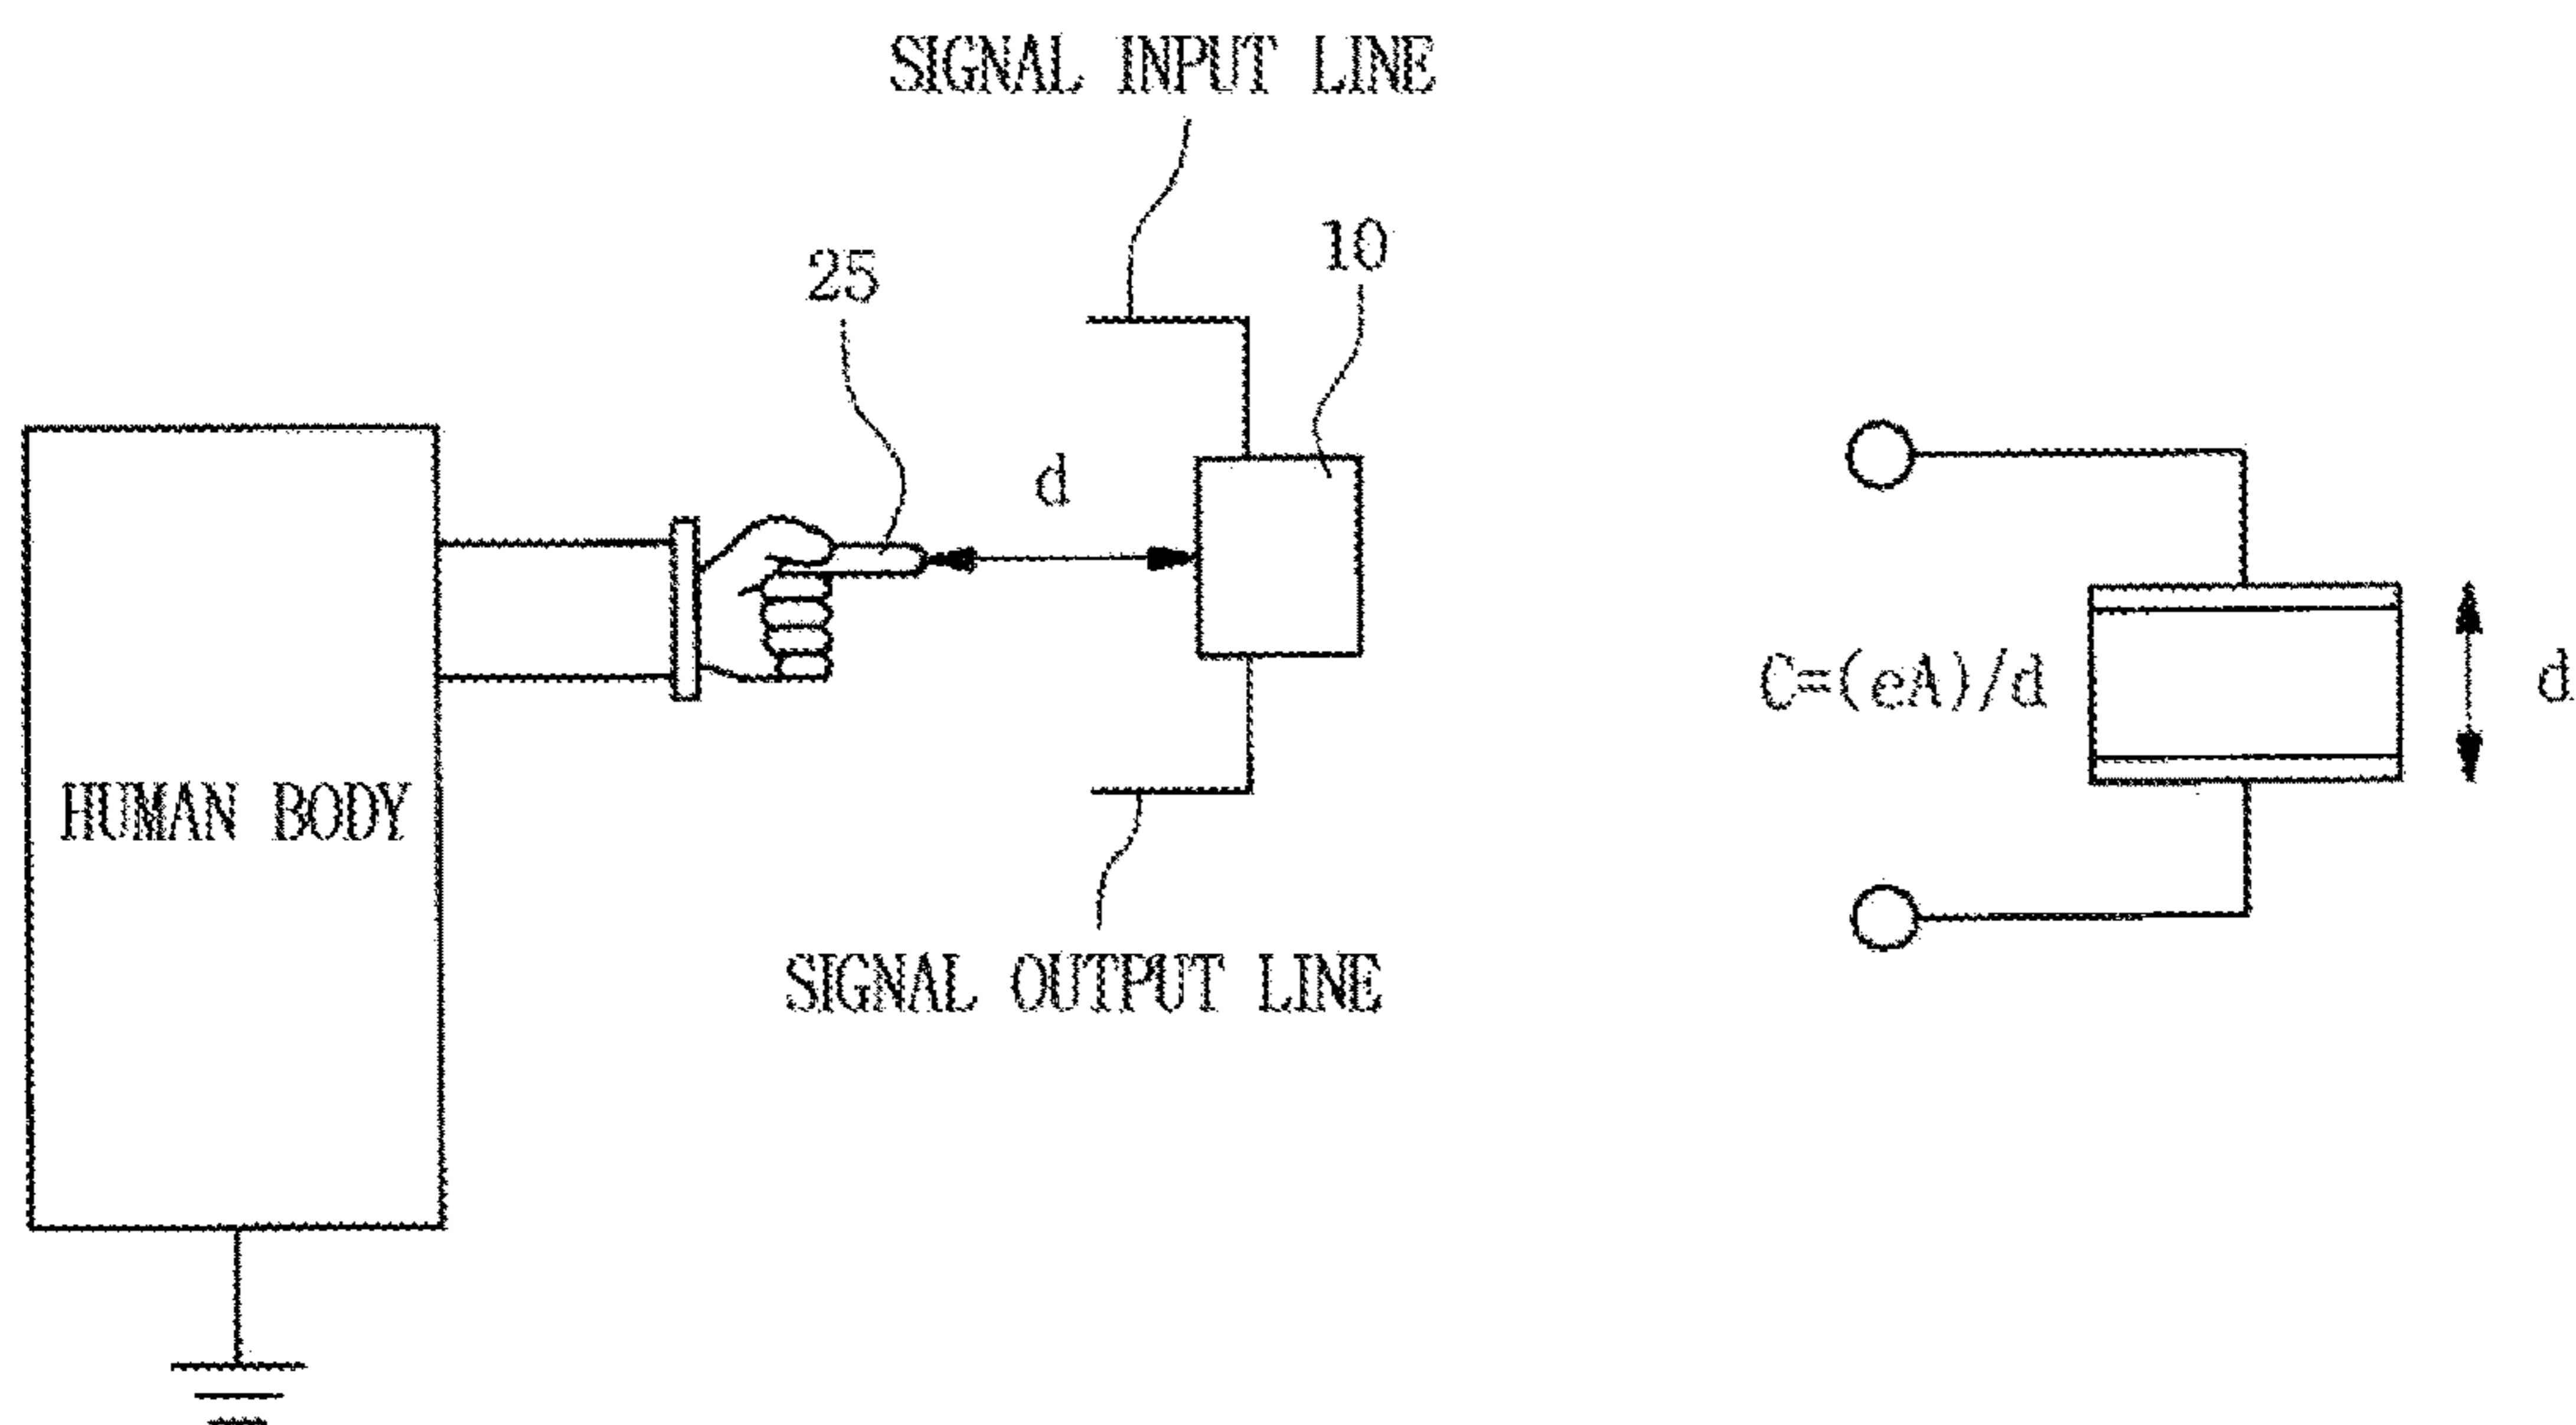 SIGNAL INPUT LINE
10
25
d
C=(eA)/d
d
HUMAN BODY
SIGNAL OUTPUT LINE